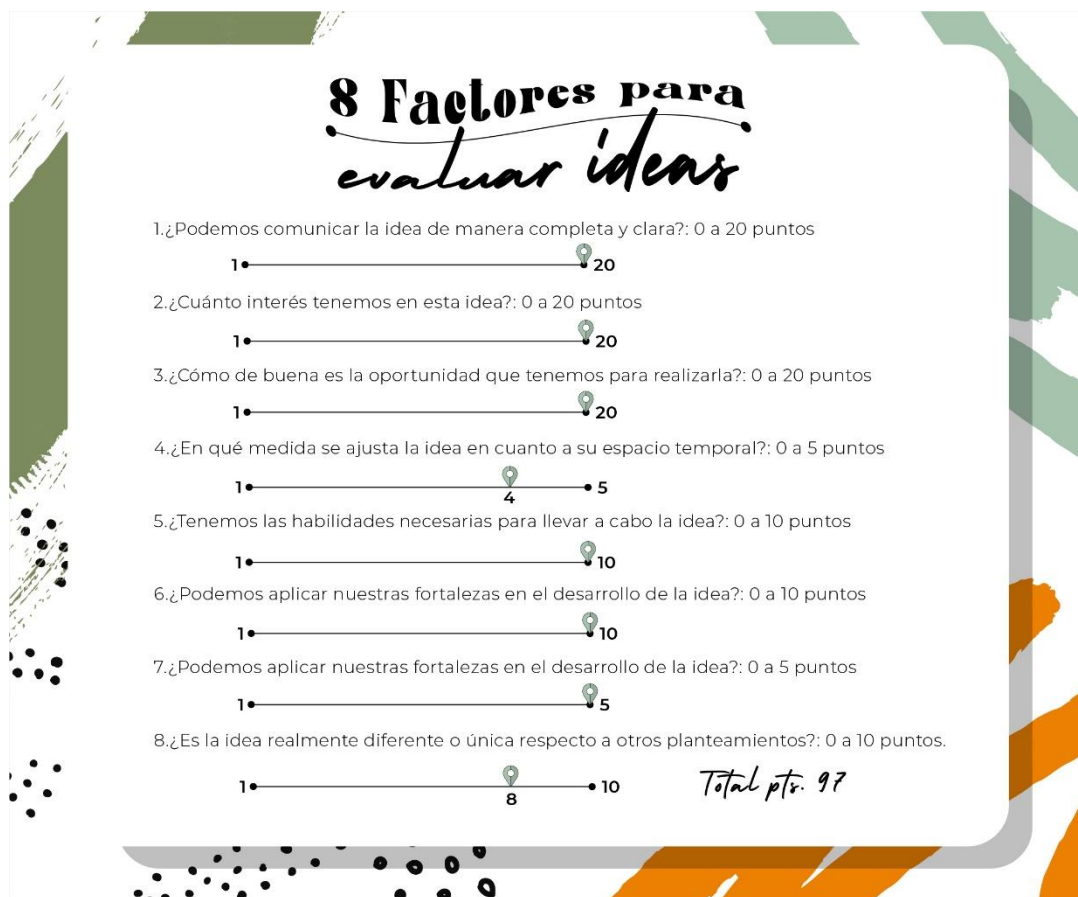 8 Factores para
evaluar ideas
1.¿Podemos comunicar la idea de manera completa y clara?: 0 a 20 puntos
1 20
2.¿Cuánto interés tenemos en esta idea?: 0 a 20 puntos
1 20
3.¿Cómo de buena es la oportunidad que tenemos para realizarla?: 0 a 20 puntos
1 20
4.¿En qué medida se ajusta la idea en cuanto a su espacio temporal?: 0 a 5 puntos
1 5
4
5.¿Tenemos las habilidades necesarias para llevar a cabo la idea?: 0 a 10 puntos
1 10
6.¿Podemos aplicar nuestras fortalezas en el desarrollo de la idea?: 0 a 10 puntos
1 10
7.¿Podemos aplicar nuestras fortalezas en el desarrollo de la idea?: 0 a 5 puntos
1 5
8.¿Es la idea realmente diferente o única respecto a otros planteamientos?: 0 a 10 puntos.
1 10
8
Total pts. 97